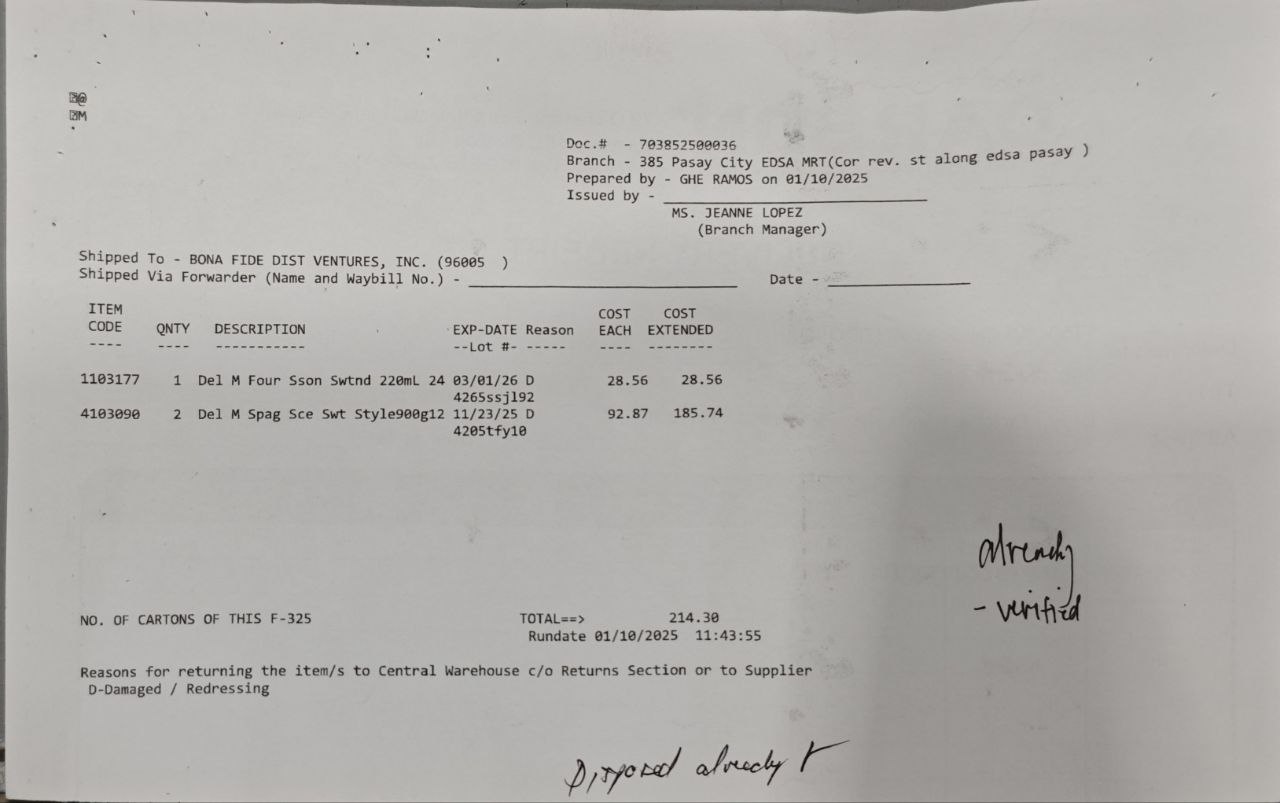 @
M
Doc.# - 703852500036
Branch - 385 Pasay City EDSA MRT(Cor rev. st along edsa pasay )
Prepared by - GHE RAMOS on 01/10/2025
Issued by - ____________________
MS. JEANNE LOPEZ
(Branch Manager)
Shipped To - BONA FIDE DIST VENTURES, INC. (96005 )
Shipped Via Forwarder (Name and Waybill No.) - ____________________ Date - ____________________
ITEM COST COST
CODE QNTY DESCRIPTION EXP-DATE Reason EACH EXTENDED
---- ---- ----------- --Lot #- ----- ---- --------
1103177 1 Del M Four Sson Swtnd 220mL 24 03/01/26 D 28.56 28.56
4265ssjl92
4103090 2 Del M Spag Sce Swt Style900g12 11/23/25 D 92.87 185.74
4205tfy10
already
- verified
NO. OF CARTONS OF THIS F-325 TOTAL==> 214.30
Rundate 01/10/2025 11:43:55
Reasons for returning the item/s to Central Warehouse c/o Returns Section or to Supplier
D-Damaged / Redressing
Disposed already